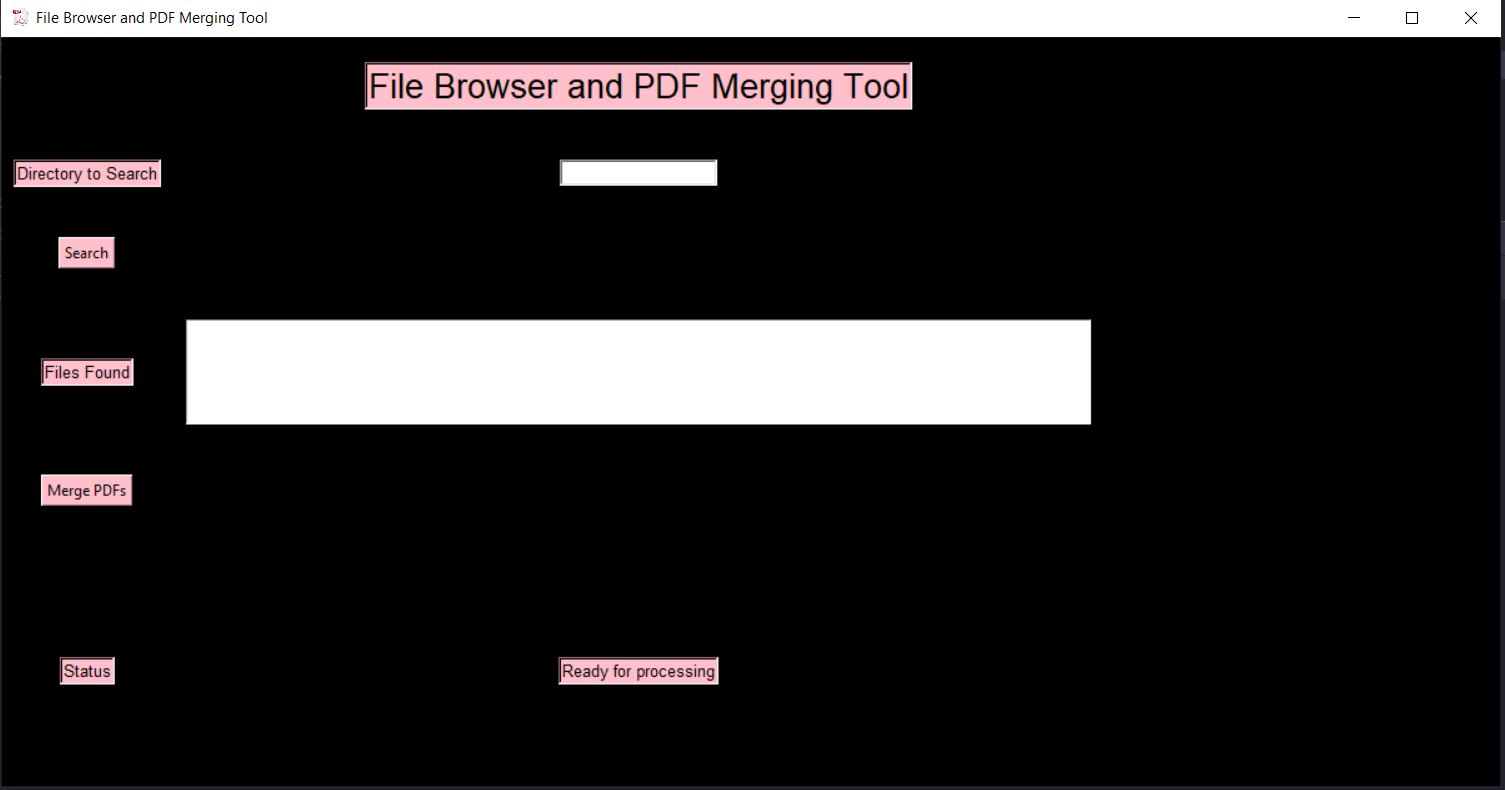 File Browser and PDF Merging Tool
File Browser and PDF Merging Tool
Directory to Search
Search
Files Found
Merge PDFs
Status
Ready for processing